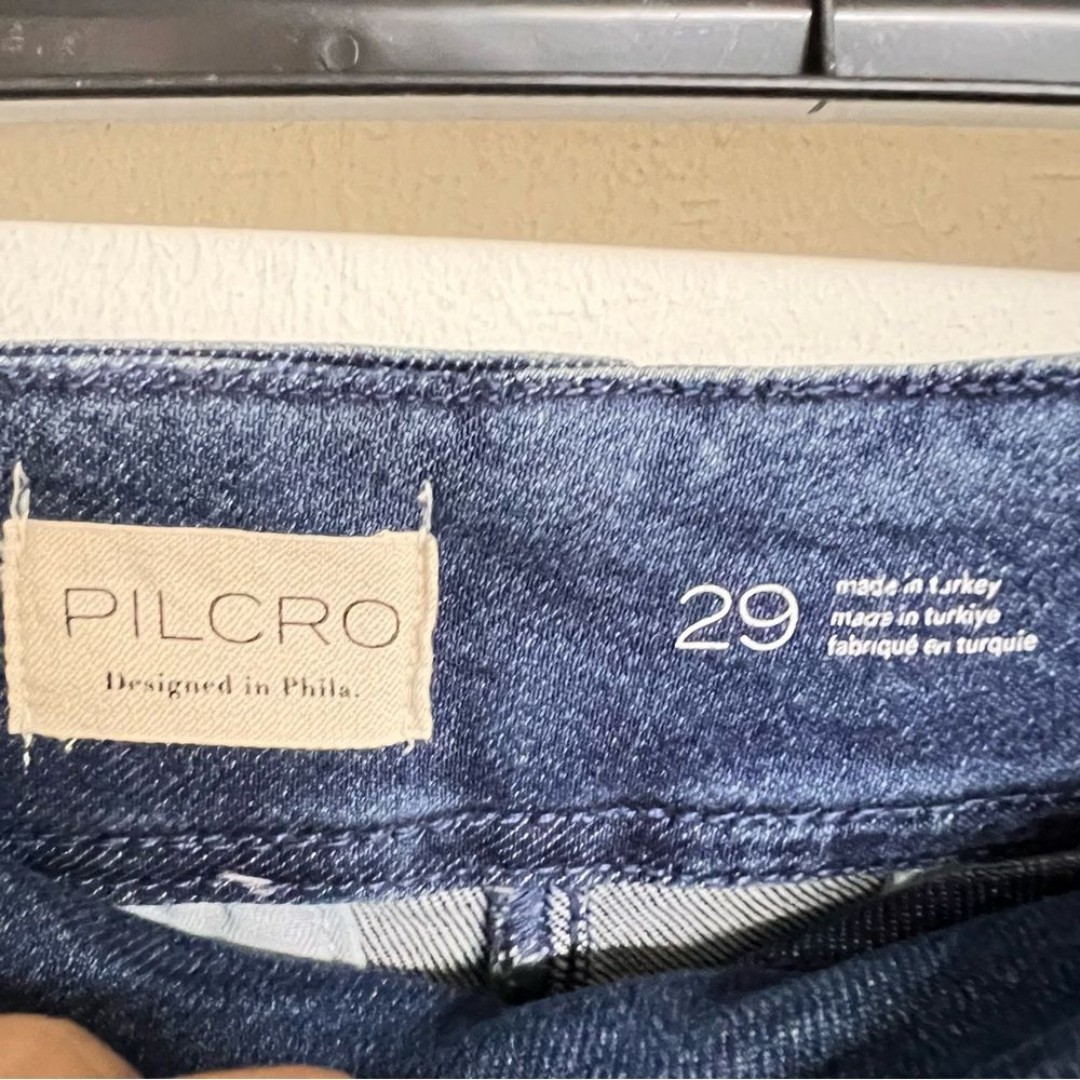 PILCRO
Designed in Phila.
29
made in turkey
made in turkiye
fabriqué en turquie